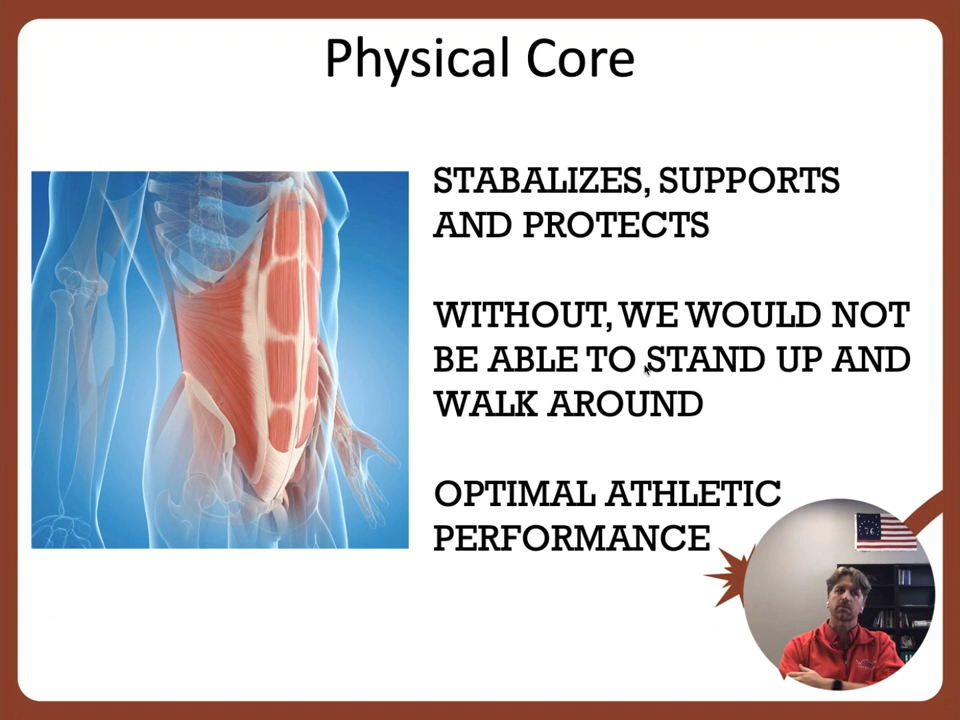 Physical Core
STABALIZES, SUPPORTS
AND PROTECTS
WITHOUT, WE WOULD NOT
BE ABLE TO STAND UP AND
WALK AROUND
OPTIMAL ATHLETIC
PERFORMANCE
76